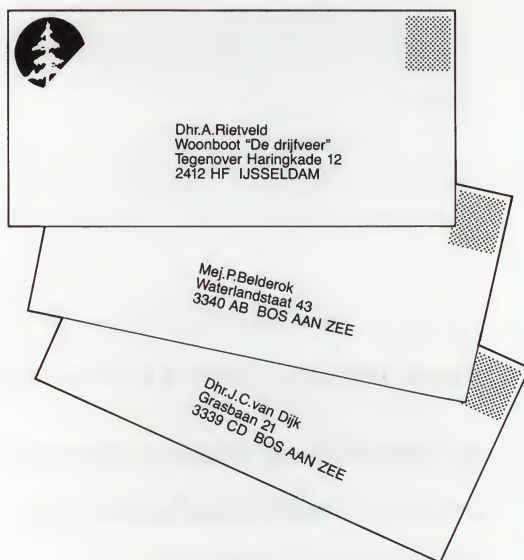 Dhr.A.Rietveld
Woonboot “De drijfveer”
Tegenover Haringkade 12
2412 HF IJSSELDAM
Mej.P.Belderok
Waterlandstaat 43
3340 AB BOS AAN ZEE
Dhr.J.C.van Dijk
Grasbaan 21
3339 CD BOS AAN ZEE